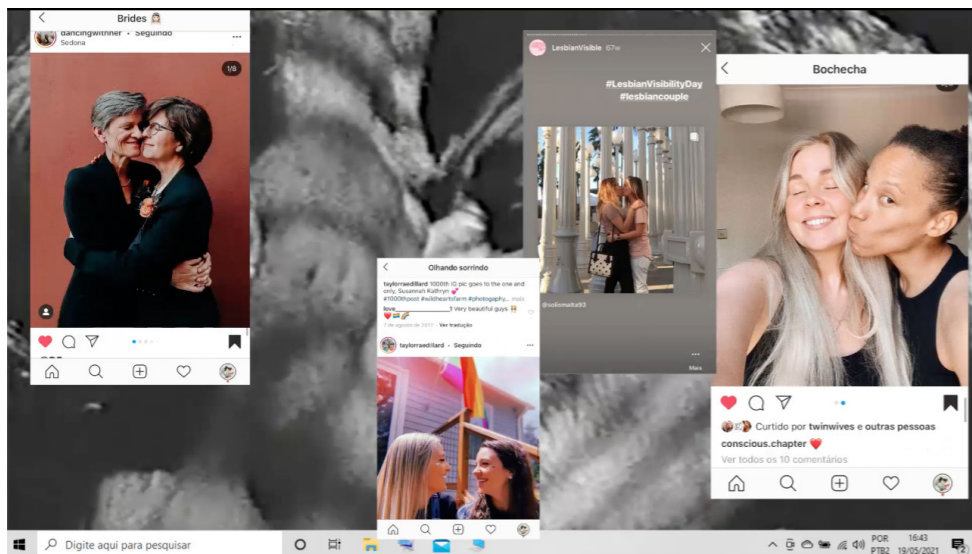 Brides
dancingwithher • Seguindo
Sedona
1/8
LesbianVisible 67w
#LesbianVisibilityDay
#lesbiancouple
@solismaita93
Mais
Olhando sorrindo
taylorraedillard 1000th IG pic goes to the one and
only, Susannah Kathryn
#1000thpost #wildheartsfarm #photography... mais
Very beautiful guys
7 de agosto de 2017 · Ver tradução
taylorraedillard • Seguindo
Bochecha
Curtido por twinwives e outras pessoas
conscious.chapter
Ver todos os 10 comentários
Digite aqui para pesquisar
POR
PTB2
16:43
19/05/2021